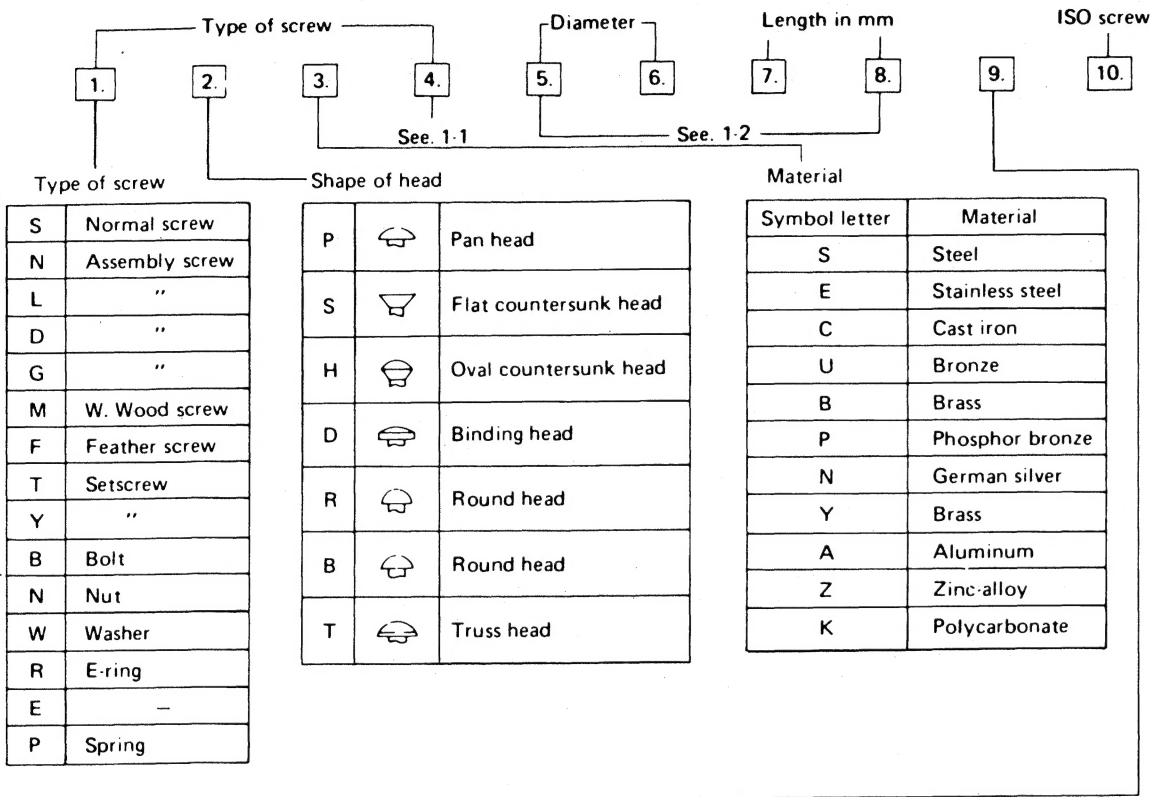 Type of screw Diameter Length in mm ISO screw
1. 2. 3. 4. 5. 6. 7. 8. 9. 10.
See. 1-1 See. 1-2
Type of screw
S Normal screw
N Assembly screw
L "
D "
G "
M W. Wood screw
F Feather screw
T Setscrew
Y "
B Bolt
N Nut
W Washer
R E-ring
E –
P Spring
Shape of head
P Pan head
S Flat countersunk head
H Oval countersunk head
D Binding head
R Round head
B Round head
T Truss head
Material
Symbol letter Material
S Steel
E Stainless steel
C Cast iron
U Bronze
B Brass
P Phosphor bronze
N German silver
Y Brass
A Aluminum
Z Zinc-alloy
K Polycarbonate